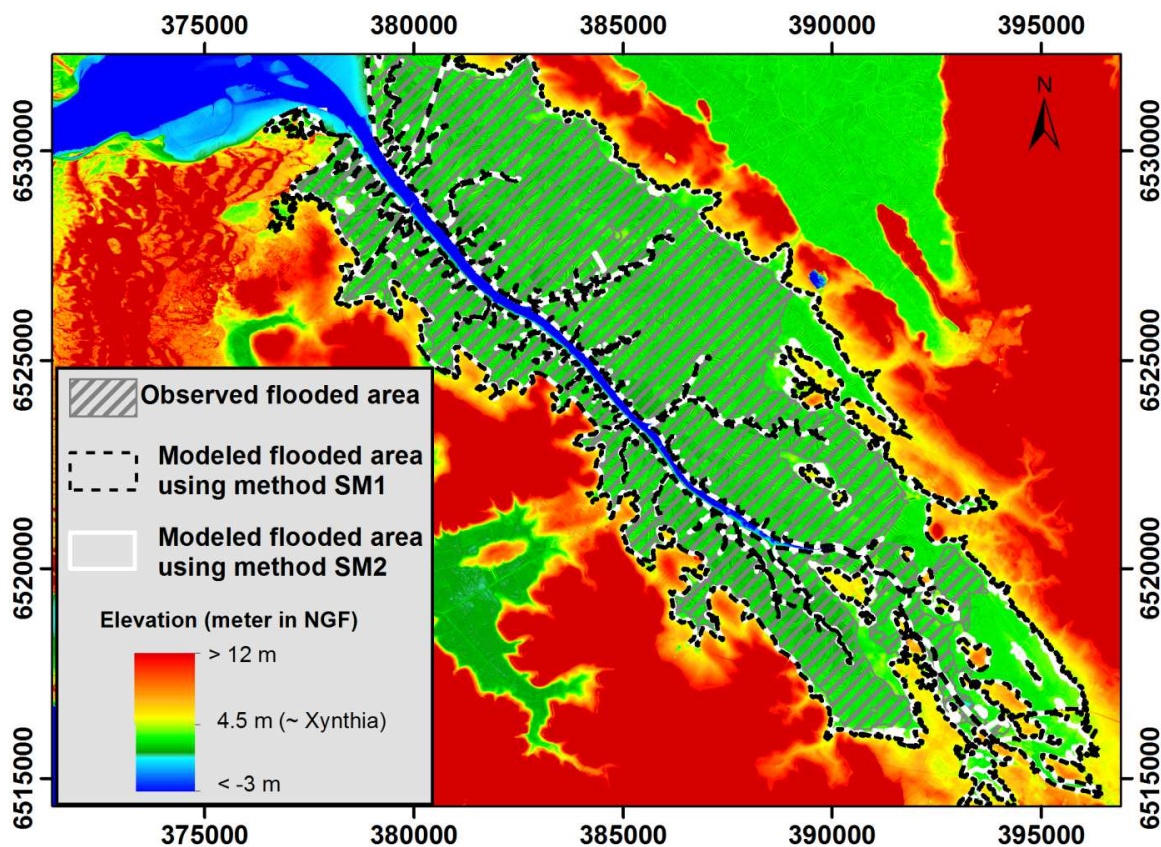 375000 380000 385000 390000 395000
N
6530000 6530000
6525000 6525000
6520000 6520000
6515000 6515000
Observed flooded area
Modeled flooded area
using method SM1
Modeled flooded area
using method SM2
Elevation (meter in NGF)
> 12 m
4.5 m (~ Xynthia)
< -3 m
375000 380000 385000 390000 395000